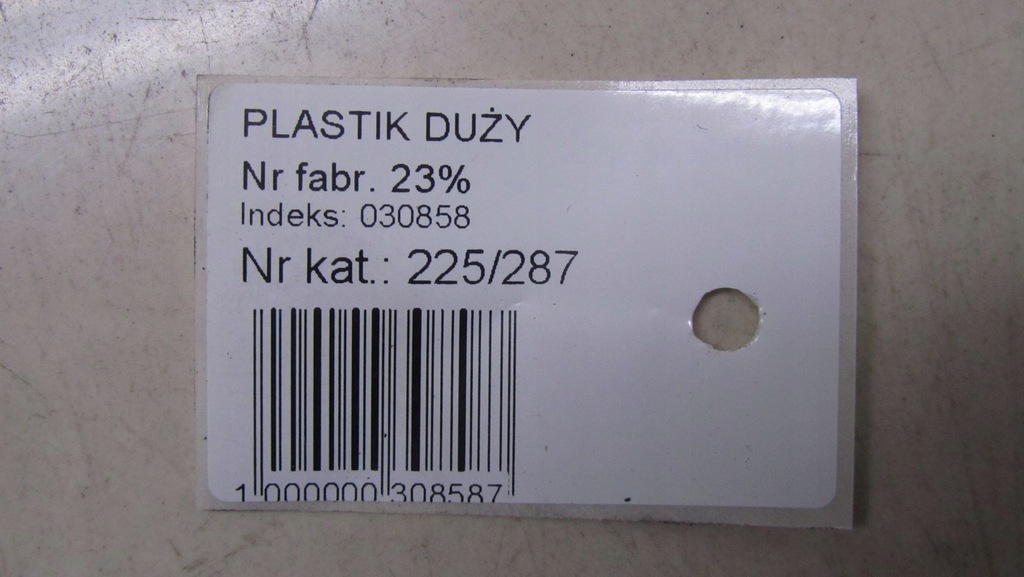 PLASTIK DUŻY
Nr fabr. 23%
Indeks: 030858
Nr kat.: 225/287
1 000000 308587